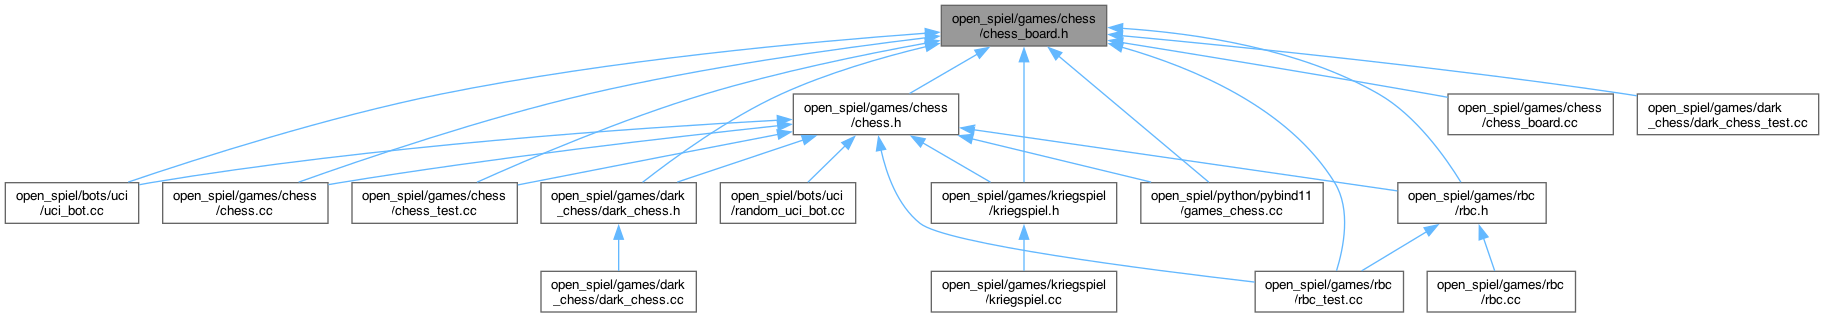 open_spiel/games/chess
/chess_board.h
open_spiel/games/chess
/chess.h
open_spiel/games/chess
/chess_board.cc
open_spiel/games/dark
_chess/dark_chess_test.cc
open_spiel/bots/uci
/uci_bot.cc
open_spiel/games/chess
/chess.cc
open_spiel/games/chess
/chess_test.cc
open_spiel/games/dark
_chess/dark_chess.h
open_spiel/bots/uci
/random_uci_bot.cc
open_spiel/games/kriegspiel
/kriegspiel.h
open_spiel/python/pybind11
/games_chess.cc
open_spiel/games/rbc
/rbc.h
open_spiel/games/dark
_chess/dark_chess.cc
open_spiel/games/kriegspiel
/kriegspiel.cc
open_spiel/games/rbc
/rbc_test.cc
open_spiel/games/rbc
/rbc.cc